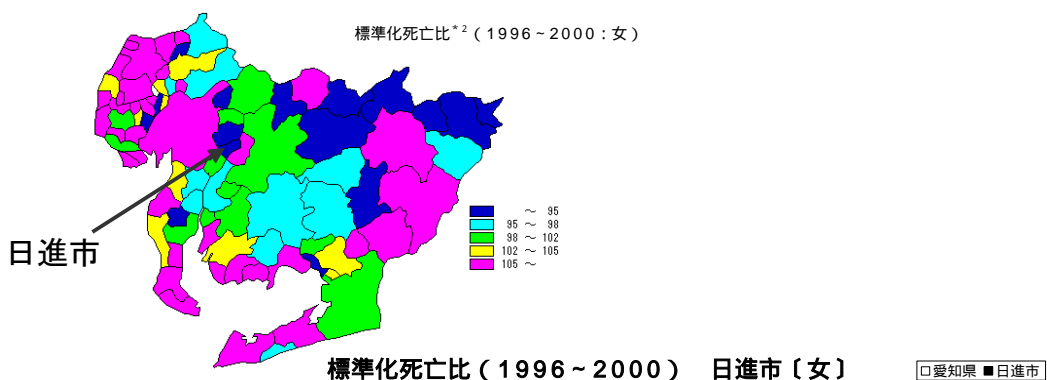 標準化死亡比*2（1996～2000：女）
～ 95
95 ～ 98
98 ～ 102
102 ～ 105
105 ～
日進市
標準化死亡比（1996～2000） 日進市〔女〕
□愛知県 ■日進市